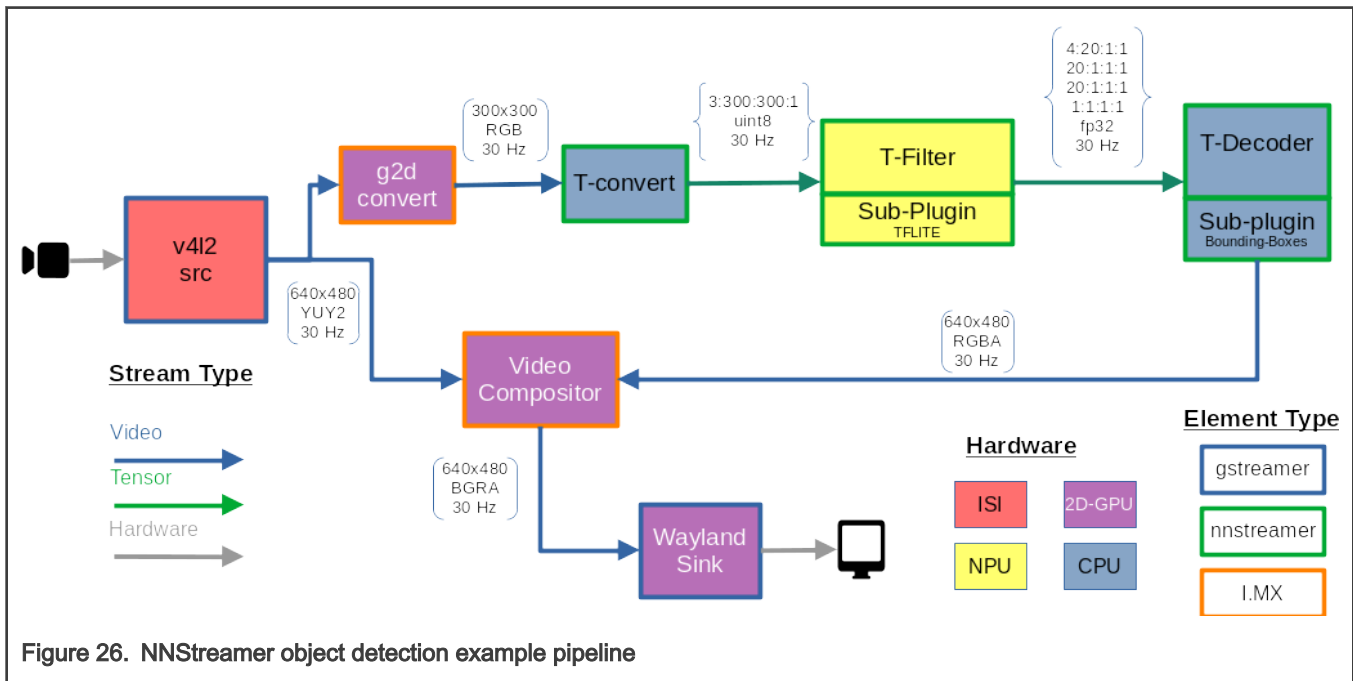 4:20:1:1
20:1:1:1
20:1:1:1
1:1:1:1
fp32
30 Hz
300x300
RGB
30 Hz
3:300:300:1
uint8
30 Hz
g2d
convert
T-convert
T-Filter
Sub-Plugin
TFLITE
T-Decoder
Sub-plugin
Bounding-Boxes
v4l2
src
640x480
YUY2
30 Hz
640x480
RGBA
30 Hz
Video
Compositor
Stream Type
Video
Tensor
Hardware
640x480
BGRA
30 Hz
Wayland
Sink
Hardware
ISI
2D-GPU
NPU
CPU
Element Type
gstreamer
nnstreamer
I.MX
Figure 26. NNStreamer object detection example pipeline